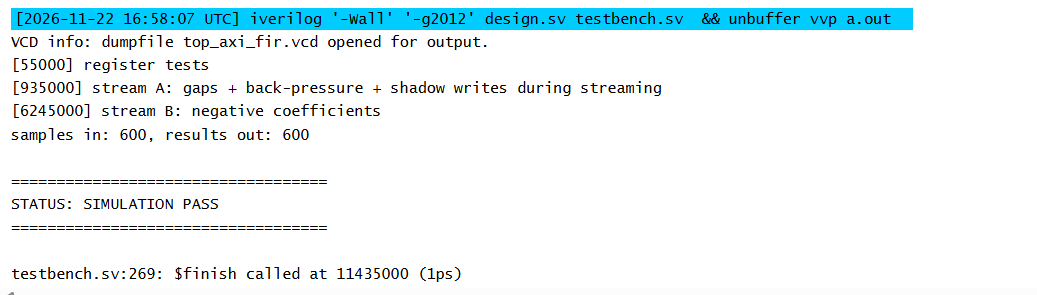 [2026-11-22 16:58:07 UTC] iverilog '-Wall' '-g2012' design.sv testbench.sv  && unbuffer vvp a.out
VCD info: dumpfile top_axi_fir.vcd opened for output.
[55000] register tests
[935000] stream A: gaps + back-pressure + shadow writes during streaming
[6245000] stream B: negative coefficients
samples in: 600, results out: 600
===================================
STATUS: SIMULATION PASS
===================================
testbench.sv:269: $finish called at 11435000 (1ps)